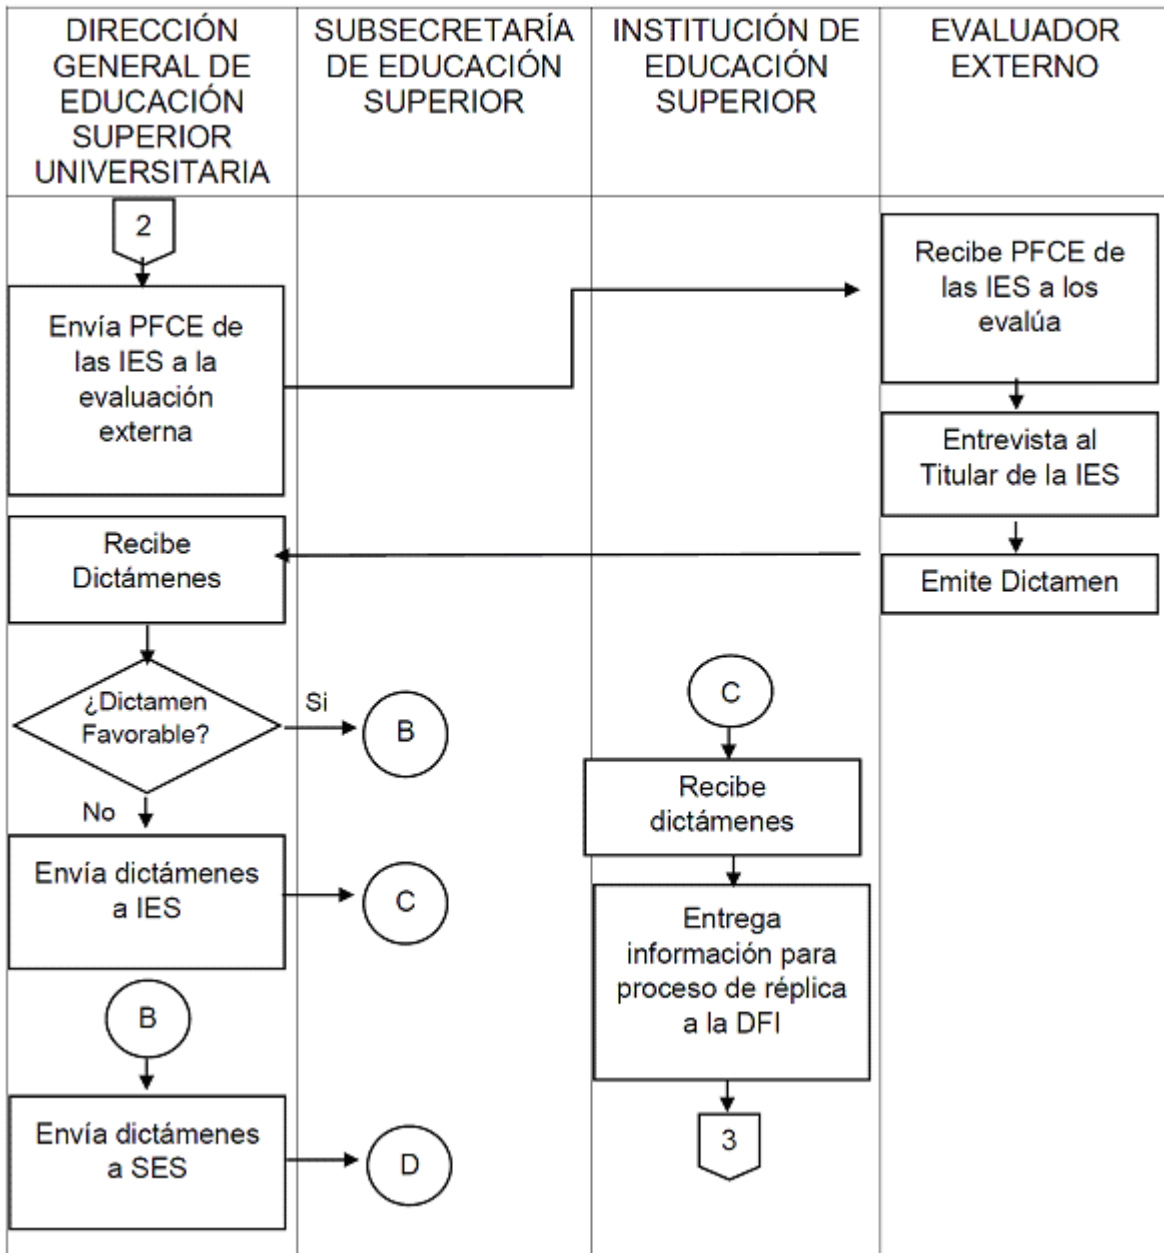 DIRECCIÓN
GENERAL DE
EDUCACIÓN
SUPERIOR
UNIVERSITARIA
SUBSECRETARÍA
DE EDUCACIÓN
SUPERIOR
INSTITUCIÓN DE
EDUCACIÓN
SUPERIOR
EVALUADOR
EXTERNO
2
Envía PFCE de
las IES a la
evaluación
externa
Recibe PFCE de
las IES a los
evalúa
Entrevista al
Titular de la IES
Emite Dictamen
Recibe
Dictámenes
¿Dictamen
Favorable?
Si
B
No
Envía dictámenes
a IES
C
B
Envía dictámenes
a SES
D
C
Recibe
dictámenes
Entrega
información para
proceso de réplica
a la DFI
3